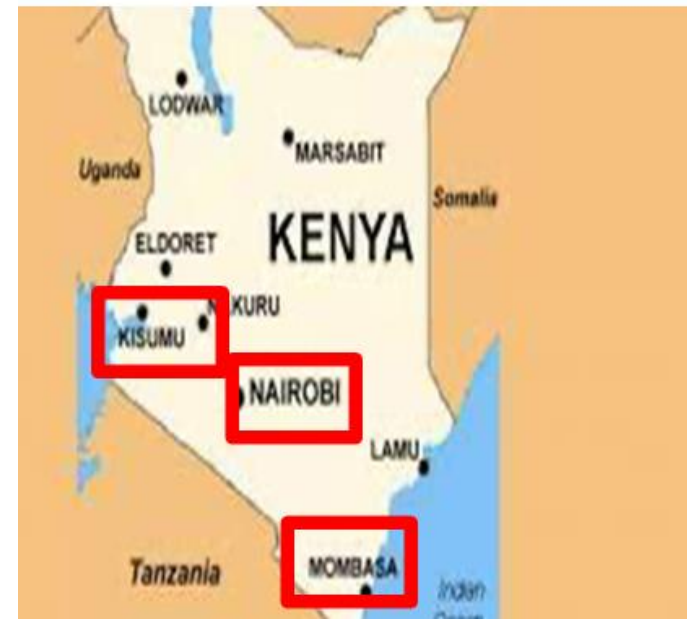 LODWAR
MARSABIT
Uganda
Somalia
KENYA
ELDORET
KURU
KISUMU
NAIROBI
LAMU
Tanzania
MOMBASA
Indian